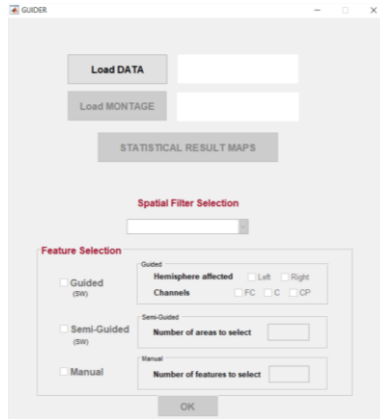 GUIDER
Load DATA
Load MONTAGE
STATISTICAL RESULT MAPS
Spatial Filter Selection
Feature Selection
Guided
Guided
(SW)
Hemisphere affected Left Right
Channels FC C CP
Semi-Guided
Semi-Guided
(SW)
Number of areas to select
Manual
Manual
Number of features to select
OK